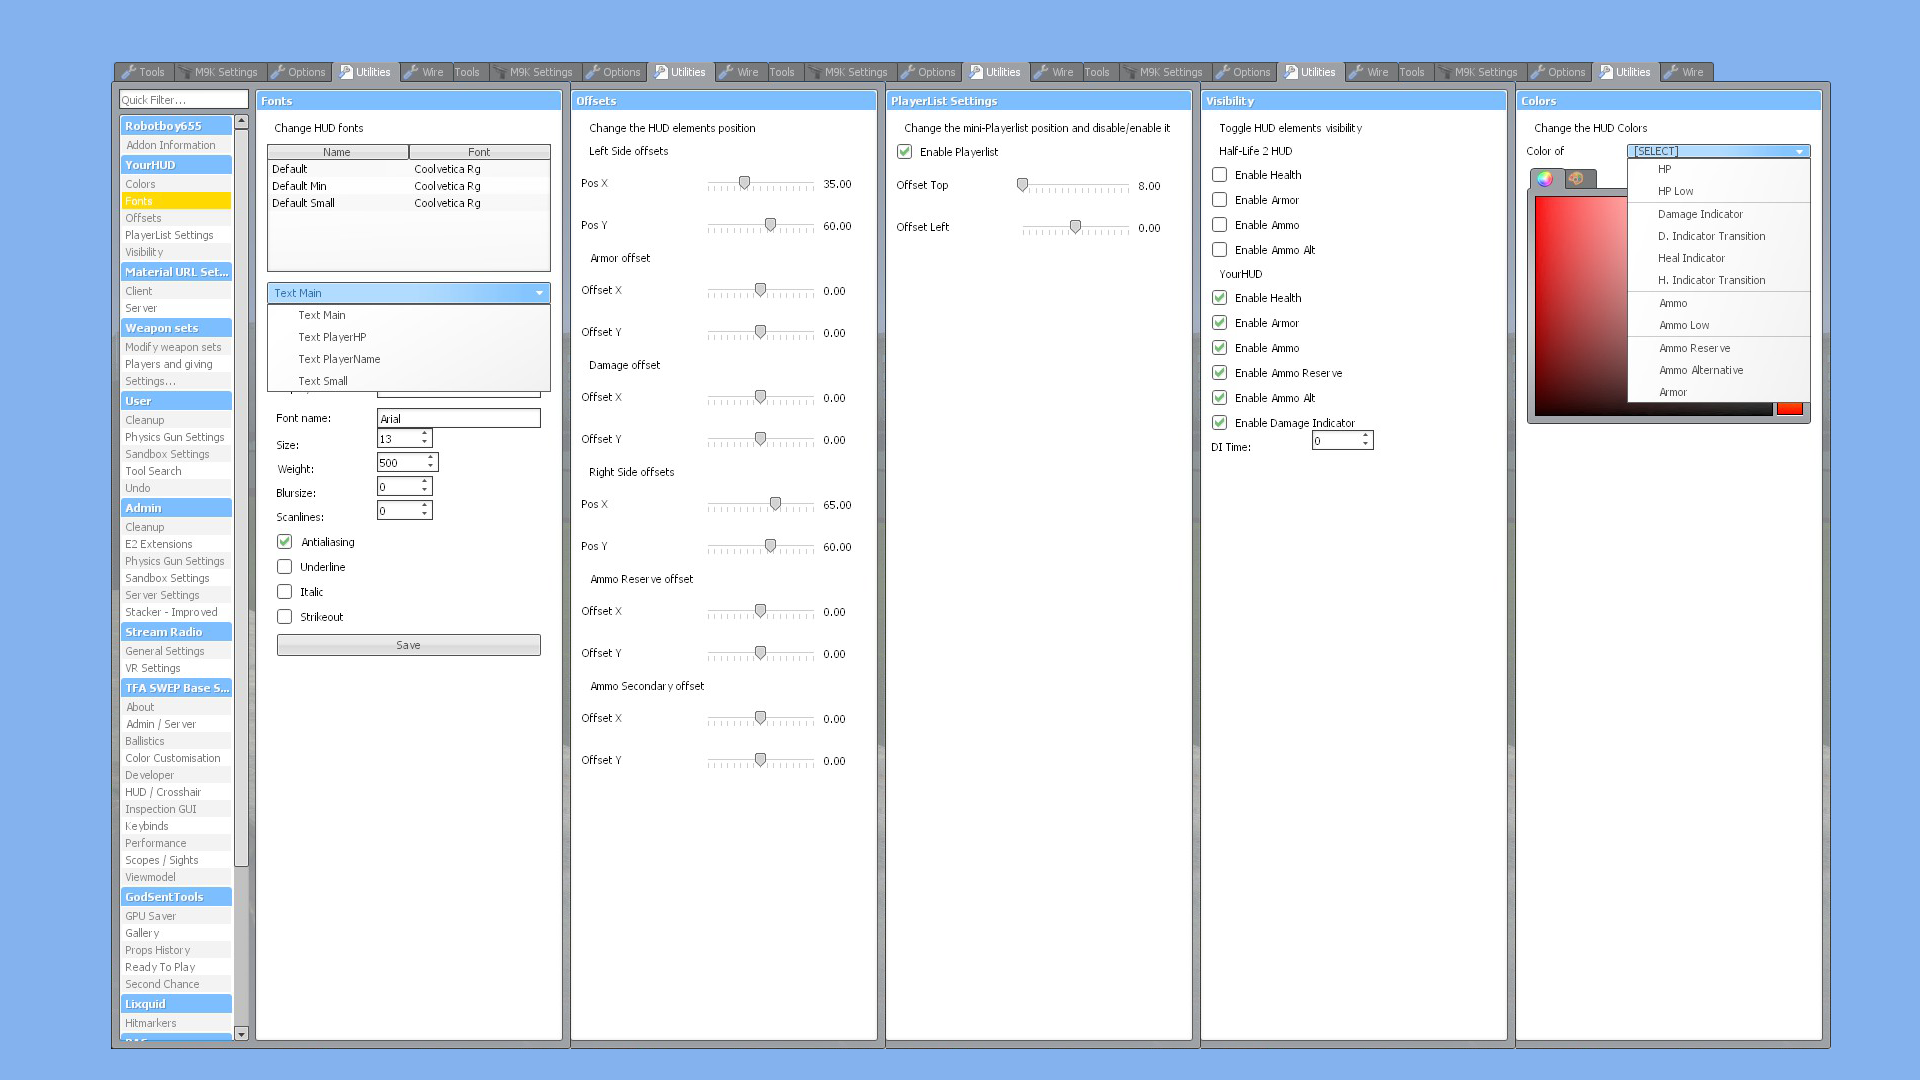 Tools M9K Settings Options Utilities Wire Tools M9K Settings Options Utilities Wire Tools M9K Settings Options Utilities Wire Tools M9K Settings Options Utilities Wire Tools M9K Settings Options Utilities Wire
Quick Filter...
Robotboy655
Addon Information
YourHUD
Colors
Fonts
Offsets
PlayerList Settings
Visibility
Material URL Set...
Client
Server
Weapon sets
Modify weapon sets
Players and giving
Settings...
User
Cleanup
Physics Gun Settings
Sandbox Settings
Tool Search
Undo
Admin
Cleanup
E2 Extensions
Physics Gun Settings
Sandbox Settings
Server Settings
Stacker - Improved
Stream Radio
General Settings
VR Settings
TFA SWEP Base S...
About
Admin / Server
Ballistics
Color Customisation
Developer
HUD / Crosshair
Inspection GUI
Keybinds
Performance
Scopes / Sights
Viewmodel
GodSentTools
GPU Saver
Gallery
Props History
Ready To Play
Second Chance
Lixquid
Hitmarkers
Fonts
Change HUD fonts
Name Font
Default Coolvetica Rg
Default Min Coolvetica Rg
Default Small Coolvetica Rg
Text Main
Text Main
Text PlayerHP
Text PlayerName
Text Small
Font name: Arial
Size: 13
Weight: 500
Blursize: 0
Scanlines: 0
Antialiasing
Underline
Italic
Strikeout
Save
Offsets
Change the HUD elements position
Left Side offsets
Pos X 35.00
Pos Y 60.00
Armor offset
Offset X 0.00
Offset Y 0.00
Damage offset
Offset X 0.00
Offset Y 0.00
Right Side offsets
Pos X 65.00
Pos Y 60.00
Ammo Reserve offset
Offset X 0.00
Offset Y 0.00
Ammo Secondary offset
Offset X 0.00
Offset Y 0.00
PlayerList Settings
Change the mini-Playerlist position and disable/enable it
Enable Playerlist
Offset Top 8.00
Offset Left 0.00
Visibility
Toggle HUD elements visibility
Half-Life 2 HUD
Enable Health
Enable Armor
Enable Ammo
Enable Ammo Alt
YourHUD
Enable Health
Enable Armor
Enable Ammo
Enable Ammo Reserve
Enable Ammo Alt
Enable Damage Indicator
DI Time: 0
Colors
Change the HUD Colors
Color of [SELECT]
HP
HP Low
Damage Indicator
D. Indicator Transition
Heal Indicator
H. Indicator Transition
Ammo
Ammo Low
Ammo Reserve
Ammo Alternative
Armor